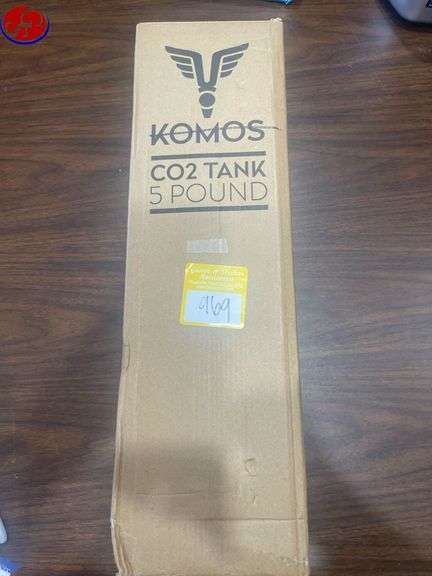 KOMOS
CO2 TANK
5 POUND
969